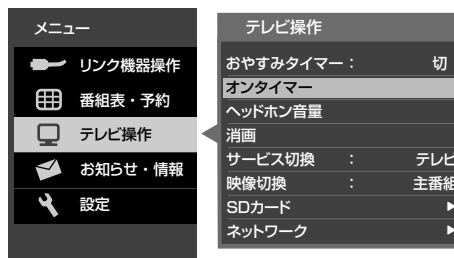 メニュー
リンク機器操作
番組表・予約
テレビ操作
お知らせ・情報
設定
テレビ操作
おやすみタイマー： 切
オンタイマー
ヘッドホン音量
消画
サービス切換 ： テレビ
映像切換 ： 主番組
SDカード
ネットワーク